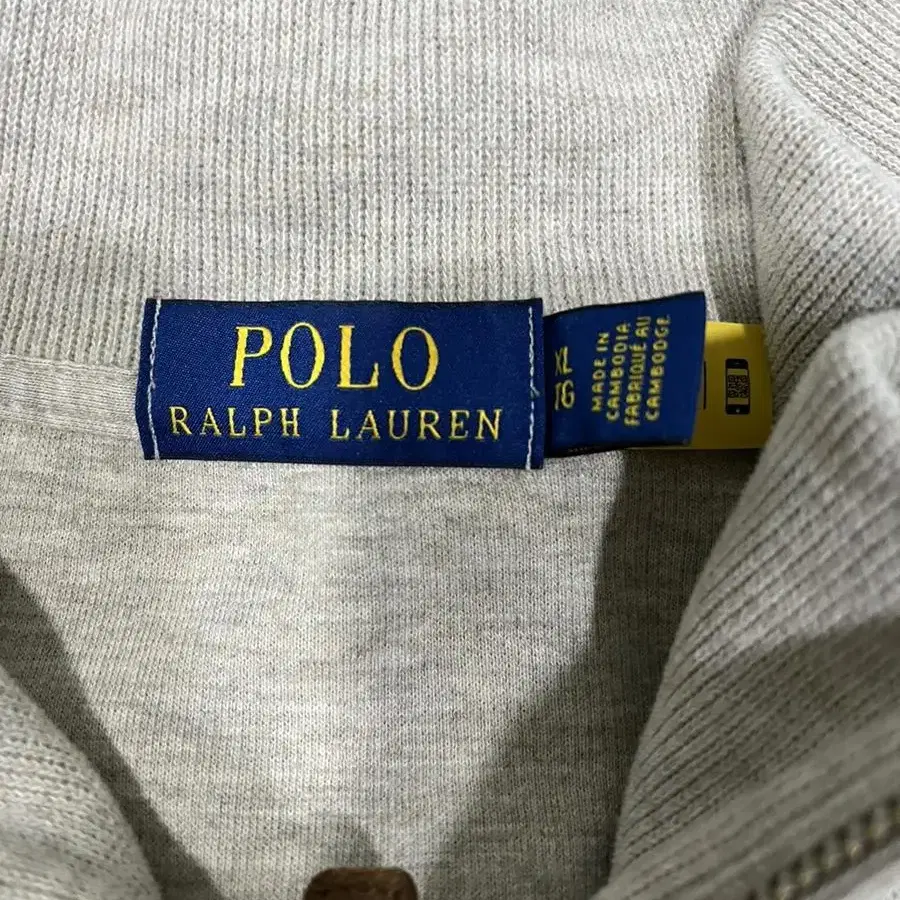 POLO
RALPH LAUREN
XL
TG
MADE IN
CAMBODIA
FABRIQUÉ AU
CAMBODGE